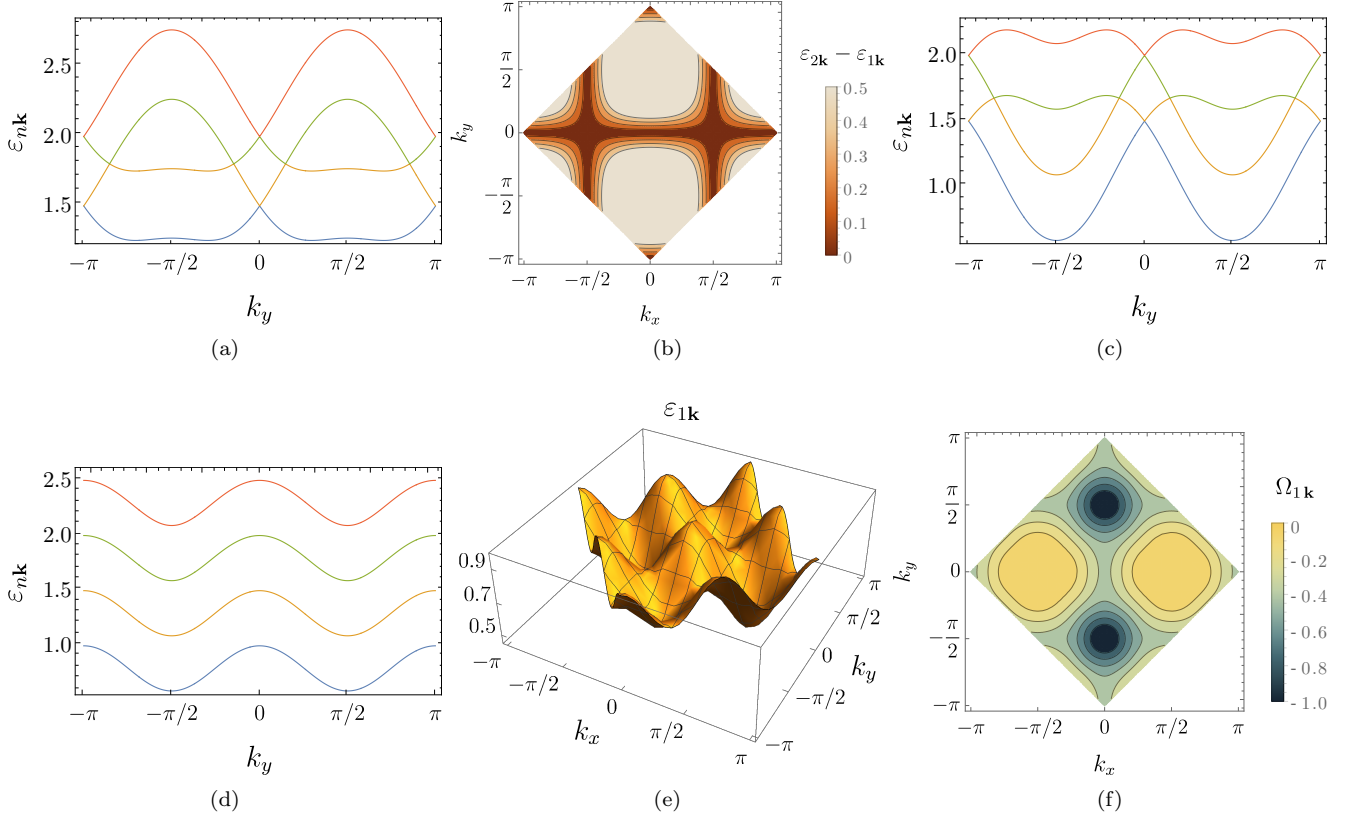 ε_{n𝐤}
2.5
2.0
1.5
−π
−π/2
0
π/2
π
k_y
(a)
k_y
π
π/2
0
−π/2
−π
−π
−π/2
0
π/2
π
k_x
ε_{2𝐤} − ε_{1𝐤}
0.5
0.4
0.3
0.2
0.1
0
(b)
ε_{n𝐤}
2.0
1.5
1.0
−π
−π/2
0
π/2
π
k_y
(c)
ε_{n𝐤}
2.5
2.0
1.5
1.0
−π
−π/2
0
π/2
π
k_y
(d)
ε_{1𝐤}
0.9
0.7
0.5
−π
−π/2
0
π/2
π
k_x
π
π/2
0
−π/2
−π
k_y
(e)
k_y
π
π/2
0
−π/2
−π
−π
−π/2
0
π/2
π
k_x
Ω_{1𝐤}
0
- 0.2
- 0.4
- 0.6
- 0.8
- 1.0
(f)